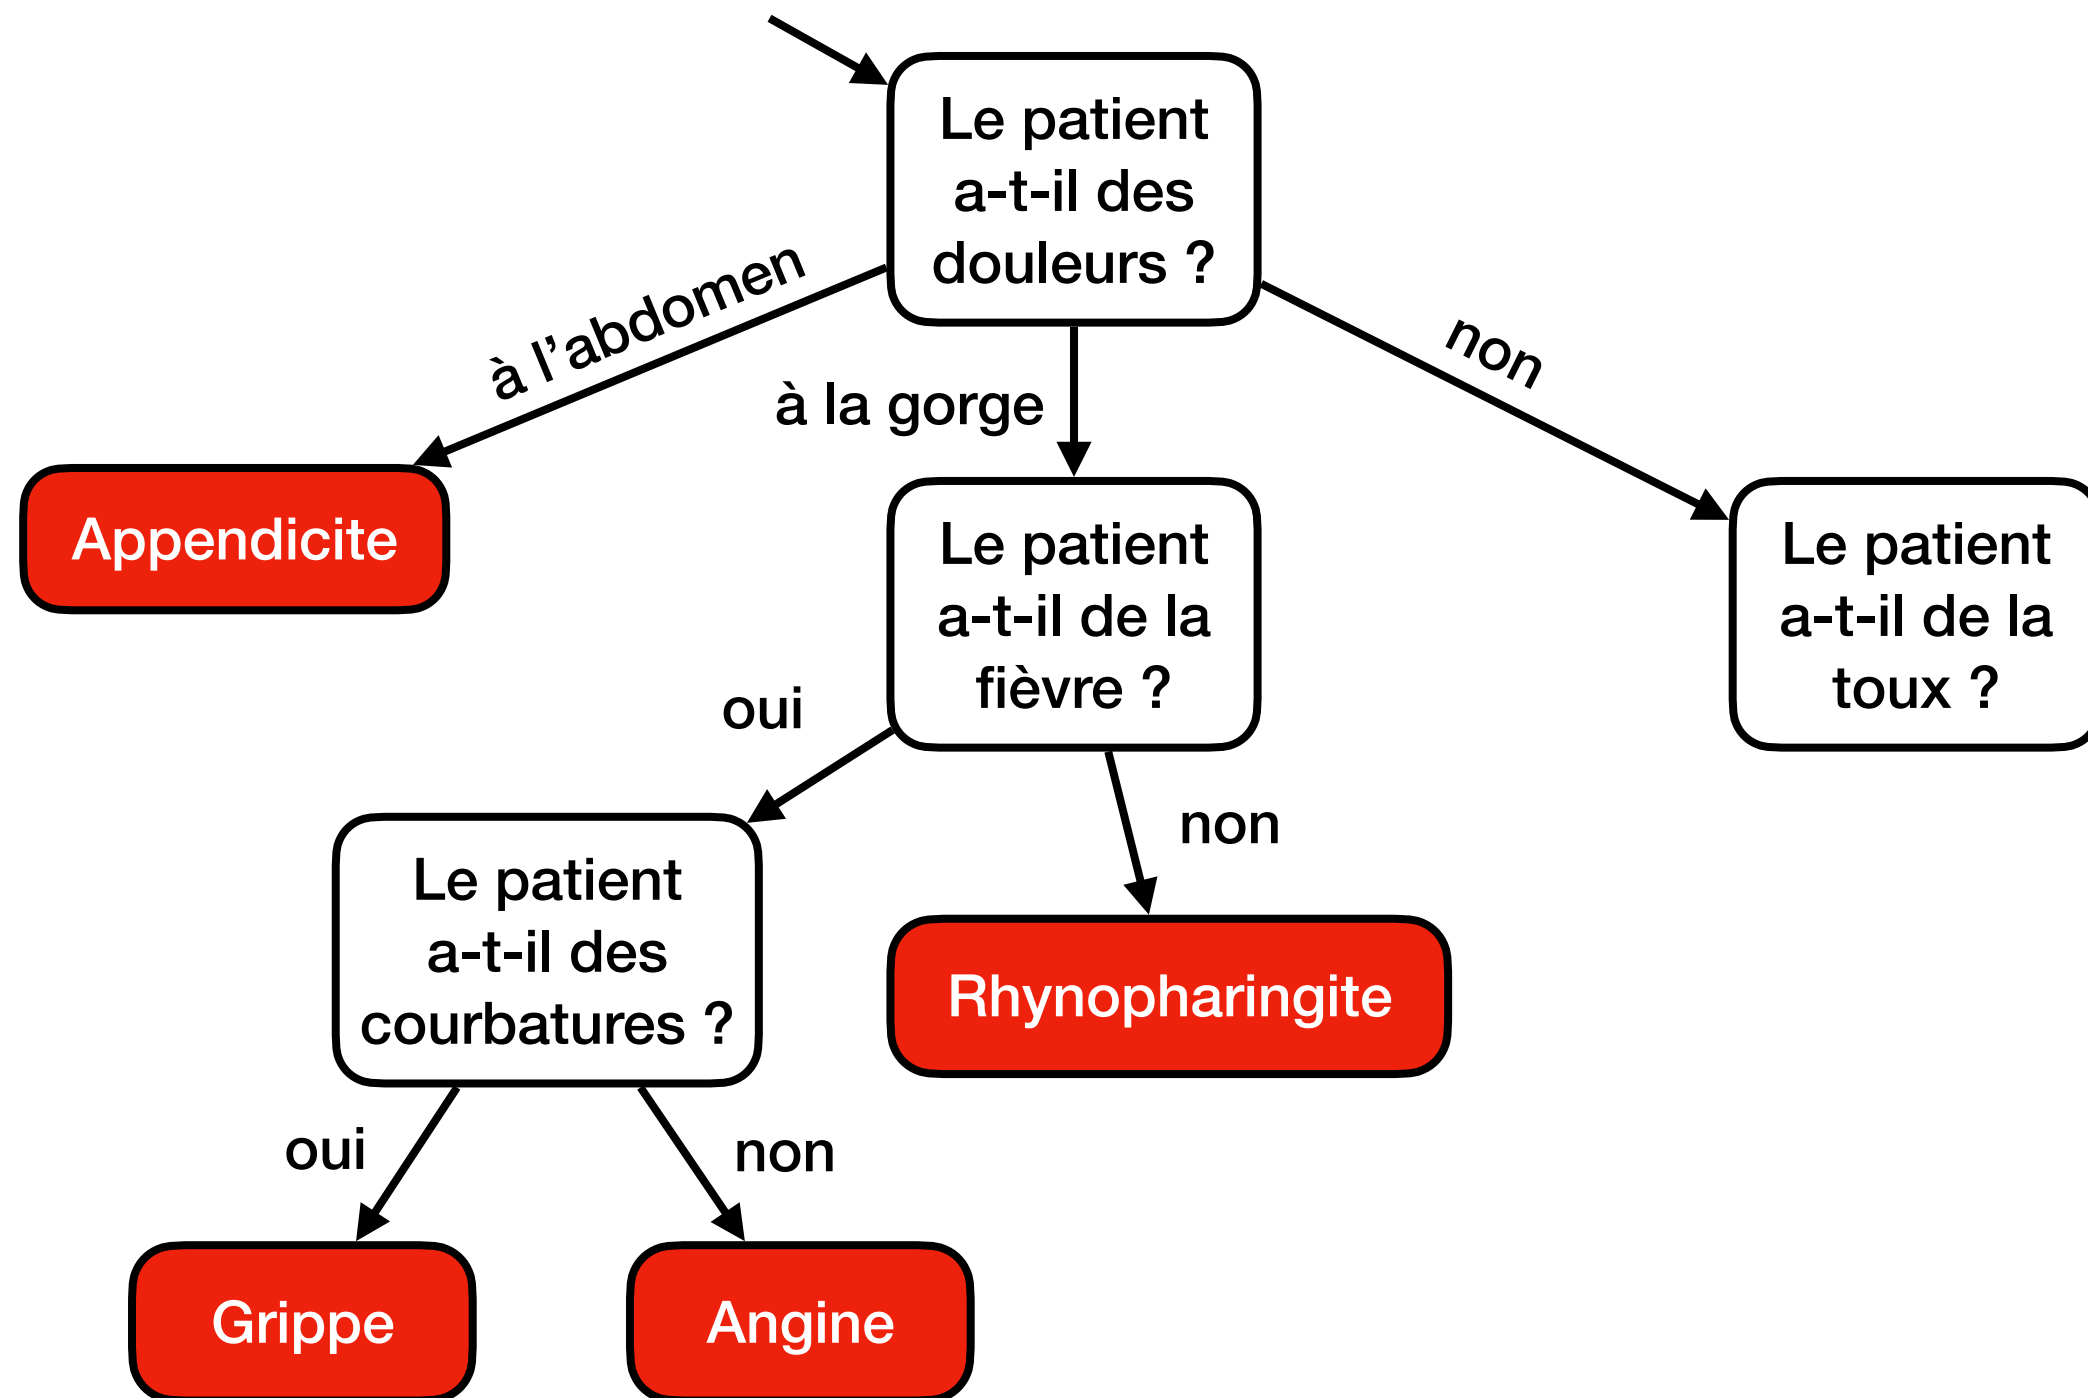 Le patient
a-t-il des
douleurs ?
à l’abdomen
à la gorge
non
Appendicite
Le patient
a-t-il de la
fièvre ?
Le patient
a-t-il de la
toux ?
oui
non
Le patient
a-t-il des
courbatures ?
Rhynopharingite
oui
non
Grippe
Angine